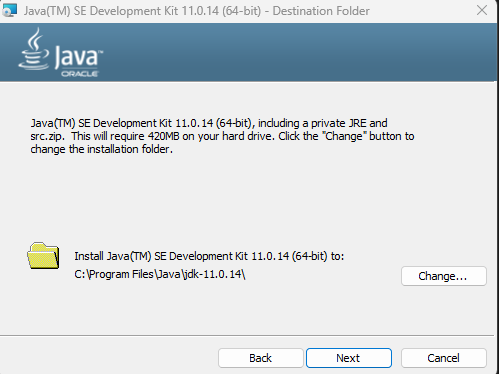 Java(TM) SE Development Kit 11.0.14 (64-bit) - Destination Folder
Java
ORACLE
Java(TM) SE Development Kit 11.0.14 (64-bit), including a private JRE and
src.zip.  This will require 420MB on your hard drive. Click the "Change" button to
change the installation folder.
Install Java(TM) SE Development Kit 11.0.14 (64-bit) to:
C:\Program Files\Java\jdk-11.0.14\
Change...
Back
Next
Cancel